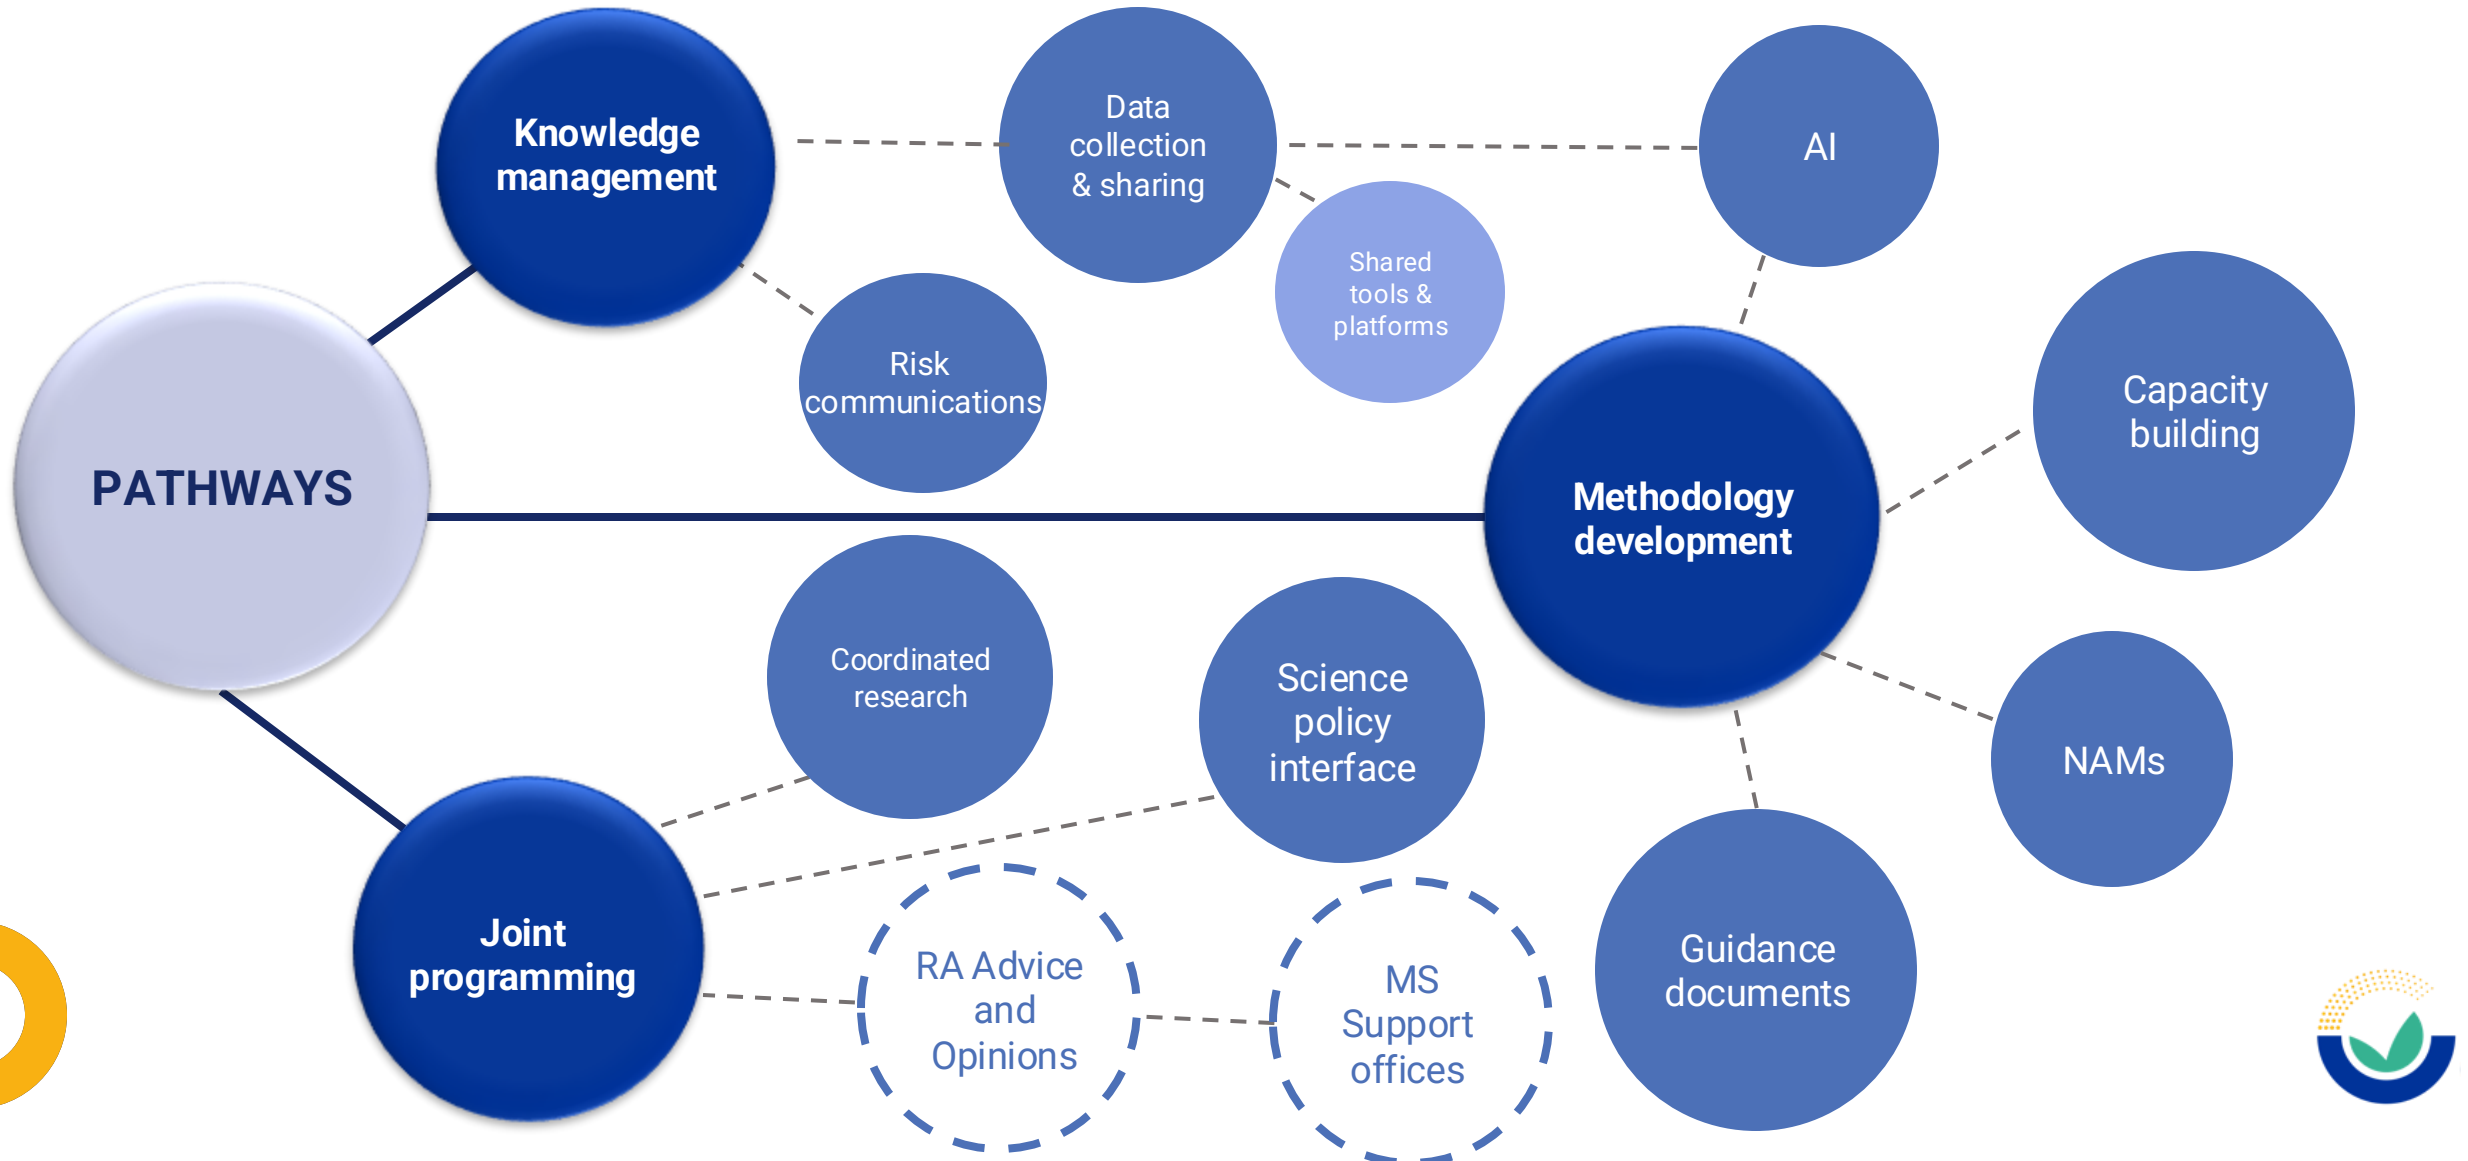 Knowledge
management
Data
collection
& sharing
AI
Shared
tools &
platforms
Risk
communications
Capacity
building
PATHWAYS
Methodology
development
Coordinated
research
Science
policy
interface
NAMs
Joint
programming
RA Advice
and
Opinions
MS
Support
offices
Guidance
documents